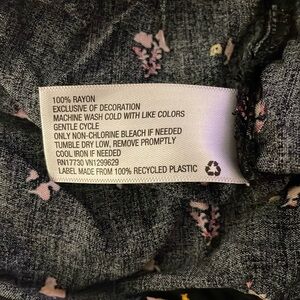 100% RAYON
EXCLUSIVE OF DECORATION
MACHINE WASH COLD WITH LIKE COLORS
GENTLE CYCLE
ONLY NON-CHLORINE BLEACH IF NEEDED
TUMBLE DRY LOW, REMOVE PROMPTLY
COOL IRON IF NEEDED
RN17730 VN1299629
LABEL MADE FROM 100% RECYCLED PLASTIC